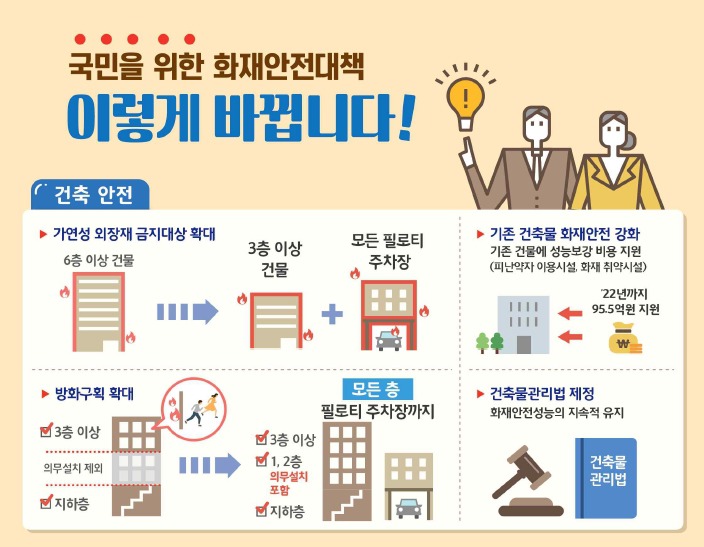 국민을 위한 화재안전대책
이렇게 바뀝니다!
건축 안전
▶ 가연성 외장재 금지대상 확대
6층 이상 건물
3층 이상
건물
모든 필로티
주차장
▶ 기존 건축물 화재안전 강화
기존 건물에 성능보강 비용 지원
(피난약자 이용시설, 화재 취약시설)
'22년까지
95.5억원 지원
₩
▶ 방화구획 확대
3층 이상
의무설치 제외
지하층
모든 층
필로티 주차장까지
3층 이상
1, 2층
의무설치
포함
지하층
▶ 건축물관리법 제정
화재안전성능의 지속적 유지
건축물
관리법